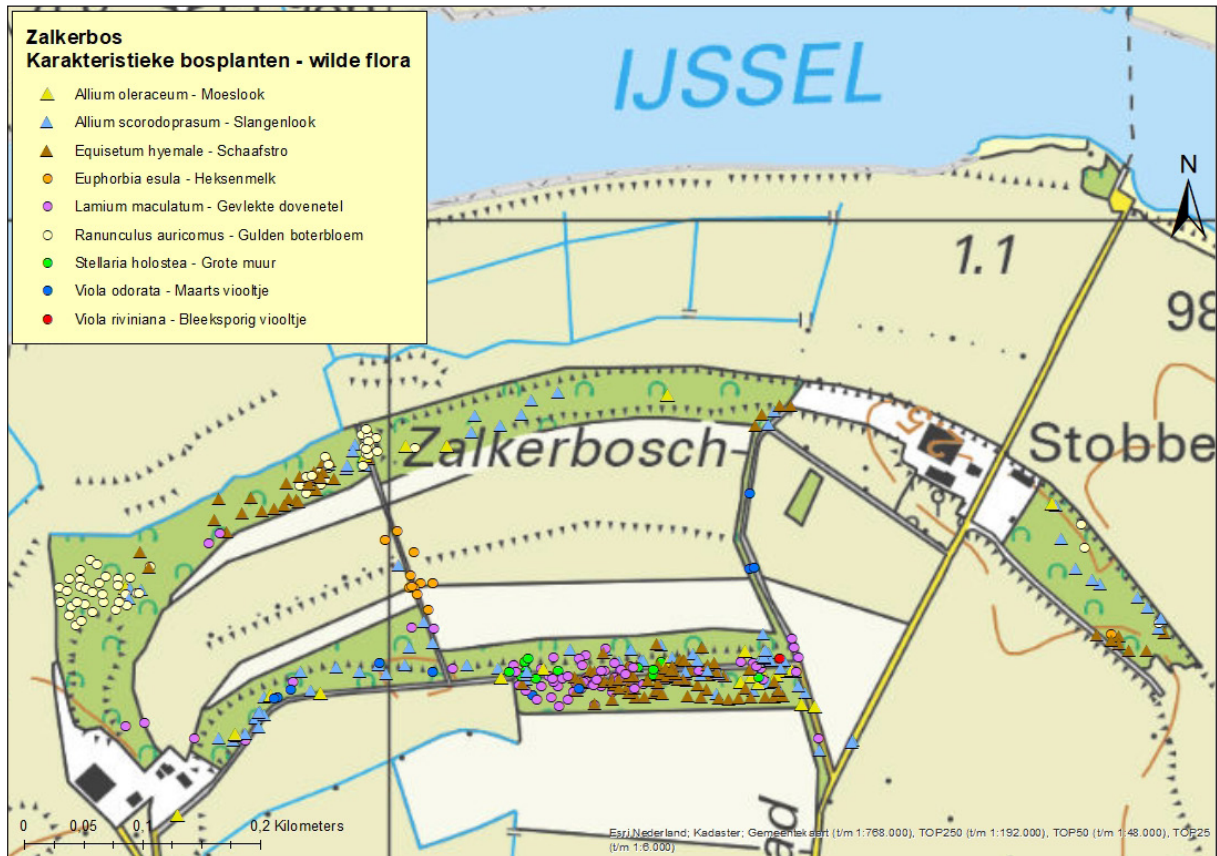 Zalkerbos
Karakteristieke bosplanten - wilde flora
Allium oleraceum - Moeslook
Allium scorodoprasum - Slangenlook
Equisetum hyemale - Schaafstro
Euphorbia esula - Heksenmelk
Lamium maculatum - Gevlekte dovenetel
Ranunculus auricomus - Gulden boterbloem
Stellaria holostea - Grote muur
Viola odorata - Maarts viooltje
Viola riviniana - Bleeksporig viooltje
IJSSEL
N
1.1
98
Zalkerbosch
2,5
Stobbe
ad
0 0,05 0,1 0,2 Kilometers
Esri Nederland; Kadaster; Gemeentekaart (t/m 1:768.000), TOP250 (t/m 1:192.000), TOP50 (t/m 1:48.000), TOP25
(t/m 1:6.000)